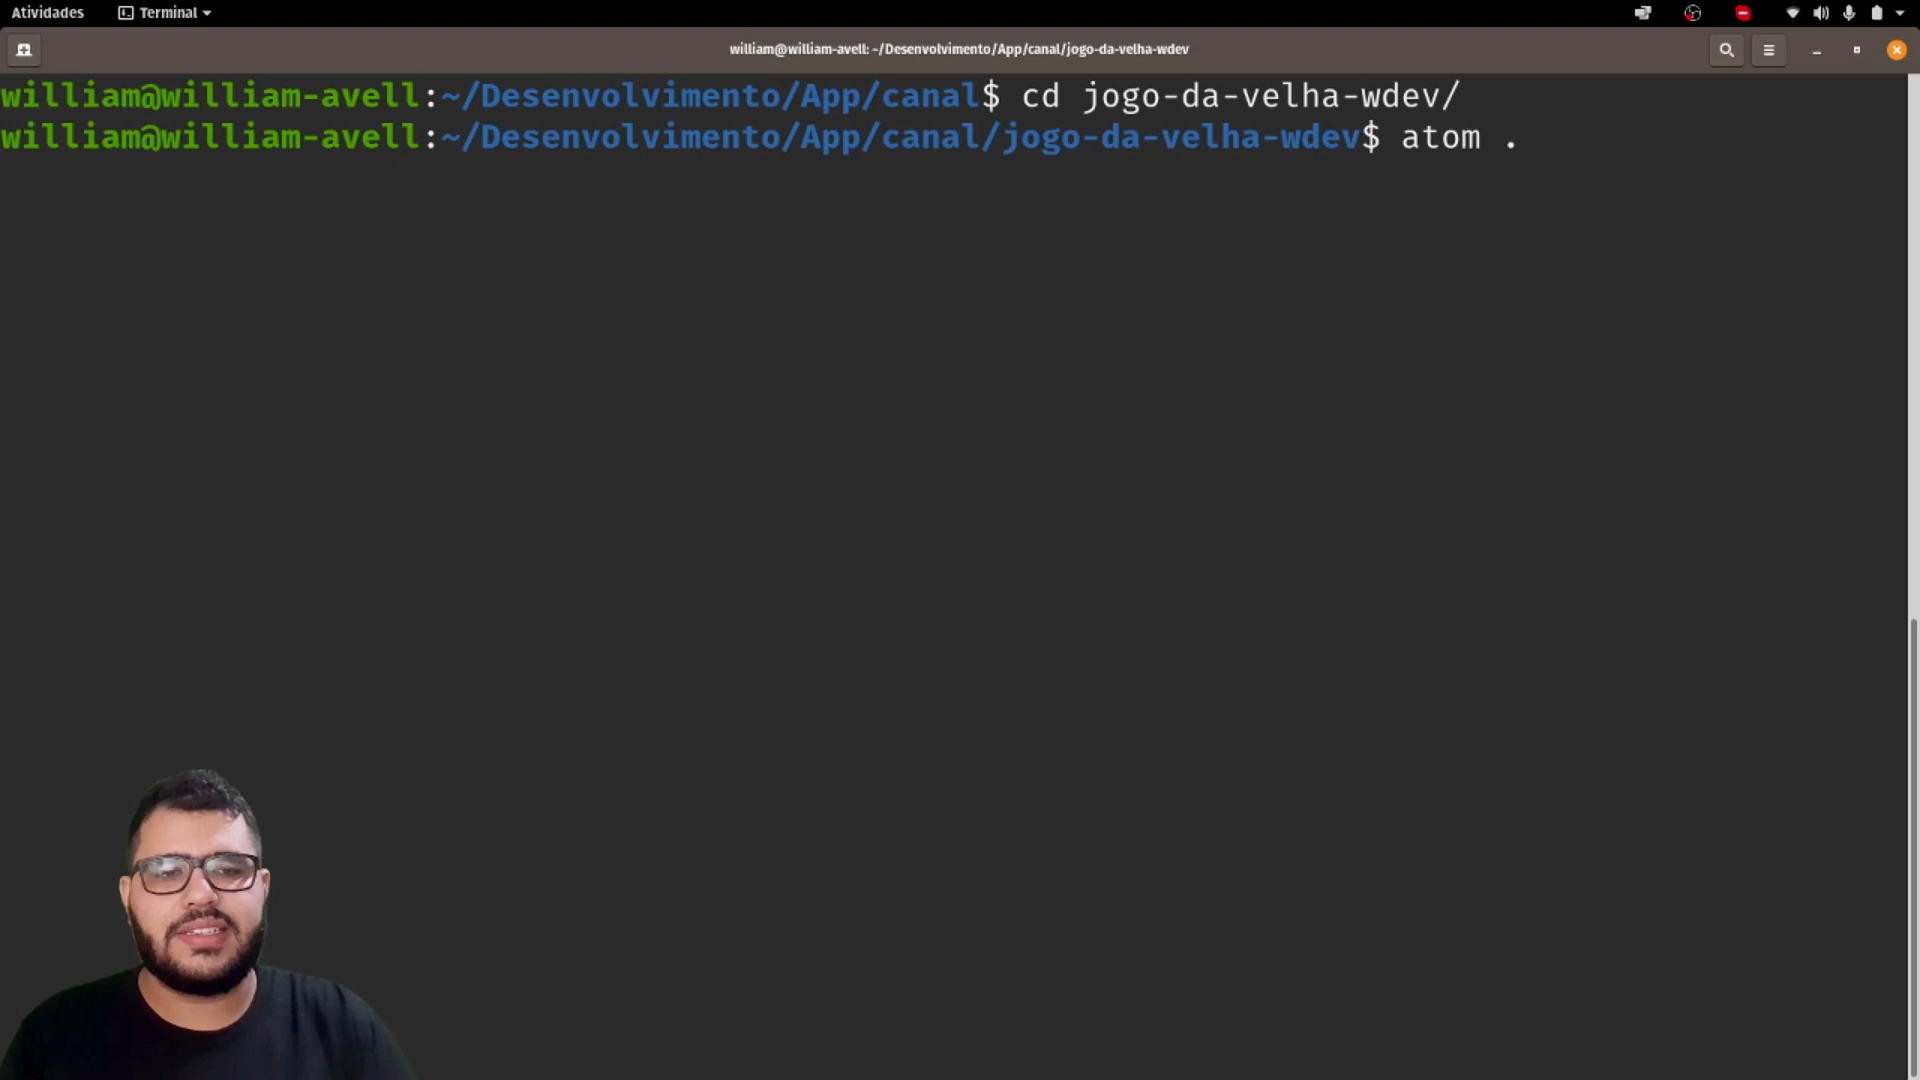 Atividades Terminal
william@william-avell: ~/Desenvolvimento/App/canal/jogo-da-velha-wdev
william@william-avell:~/Desenvolvimento/App/canal$ cd jogo-da-velha-wdev/
william@william-avell:~/Desenvolvimento/App/canal/jogo-da-velha-wdev$ atom .